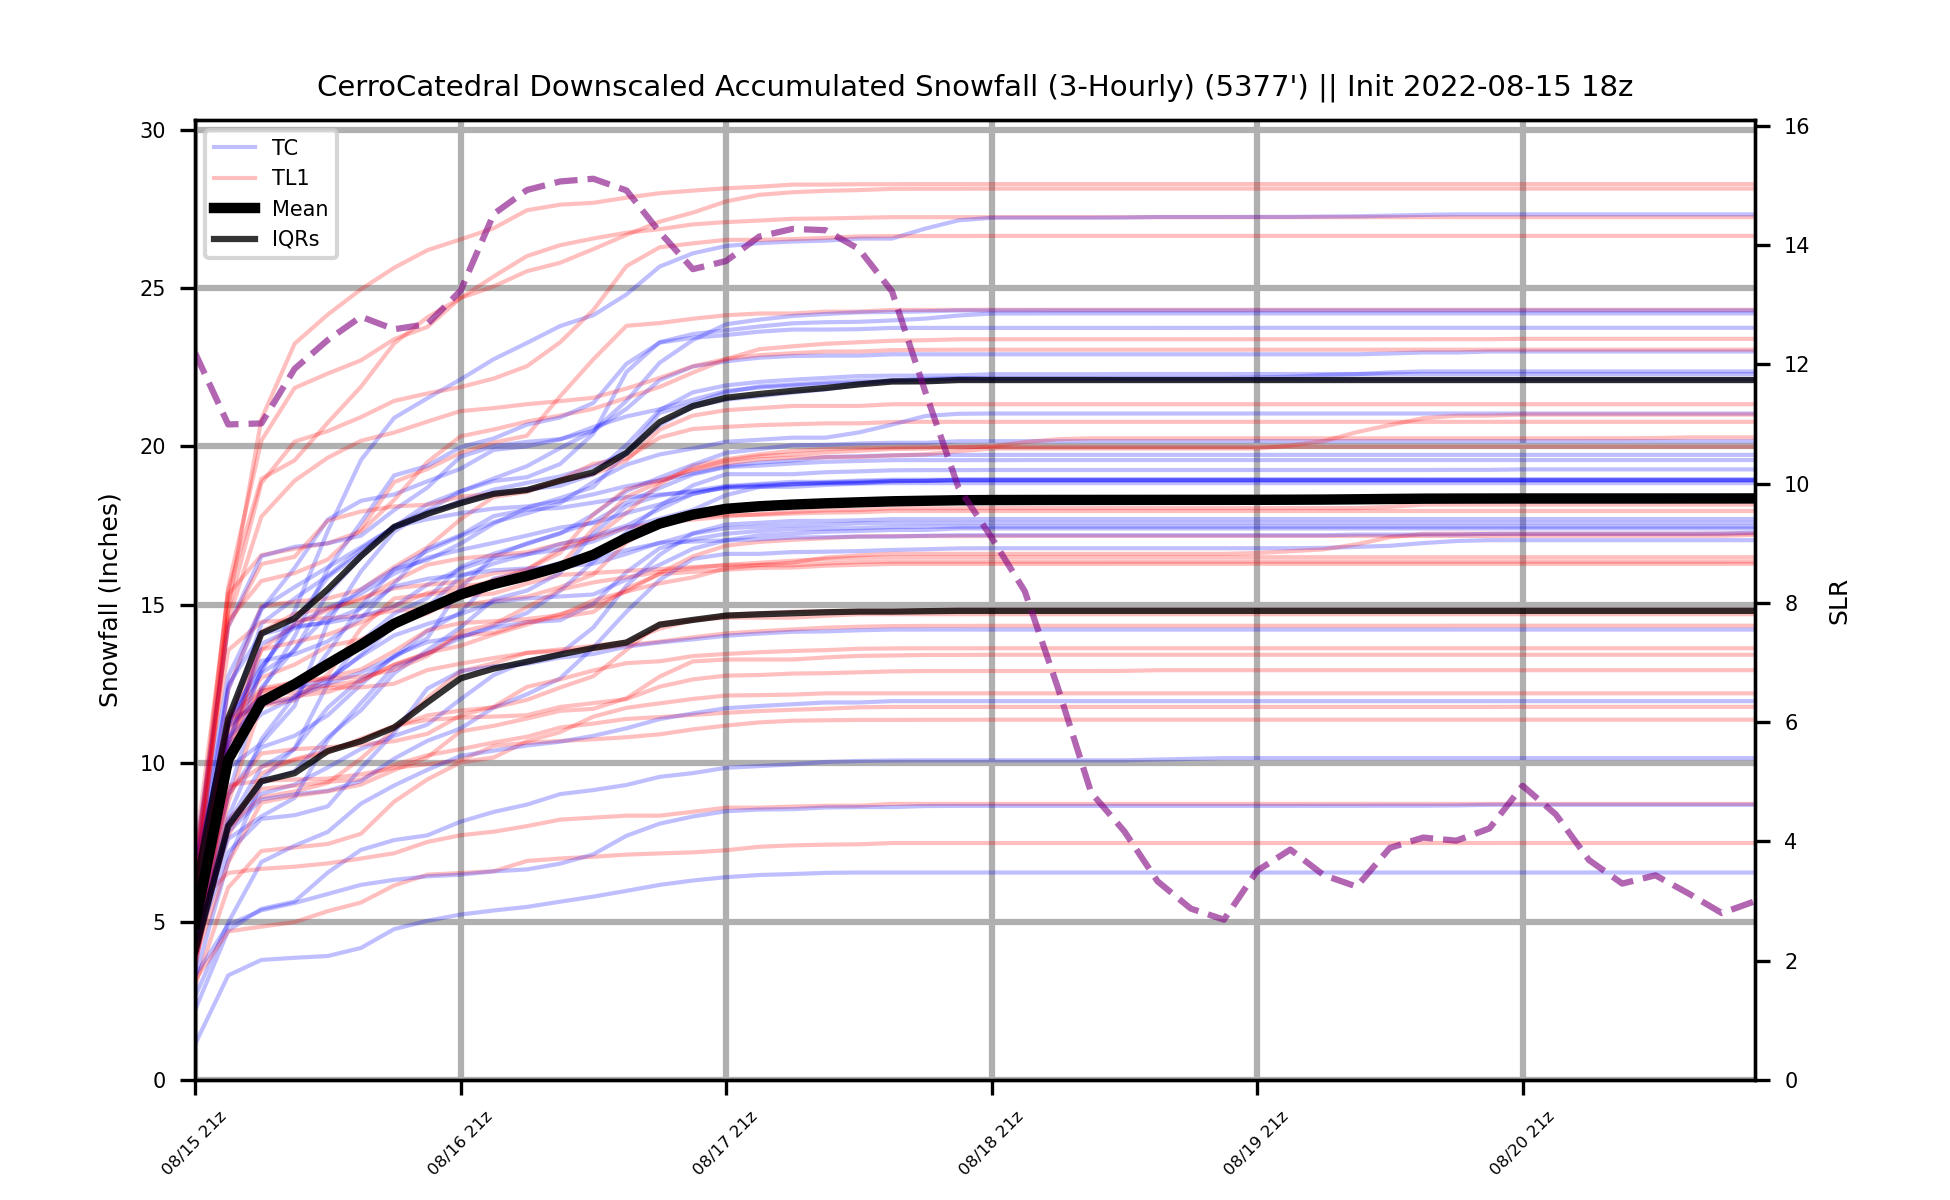 CerroCatedral Downscaled Accumulated Snowfall (3-Hourly) (5377') || Init 2022-08-15 18z
TC
TL1
Mean
IQRs
Snowfall (Inches)
30
25
20
15
10
5
0
16
14
12
10
8
6
4
2
0
SLR
08/15 21z
08/16 21z
08/17 21z
08/18 21z
08/19 21z
08/20 21z